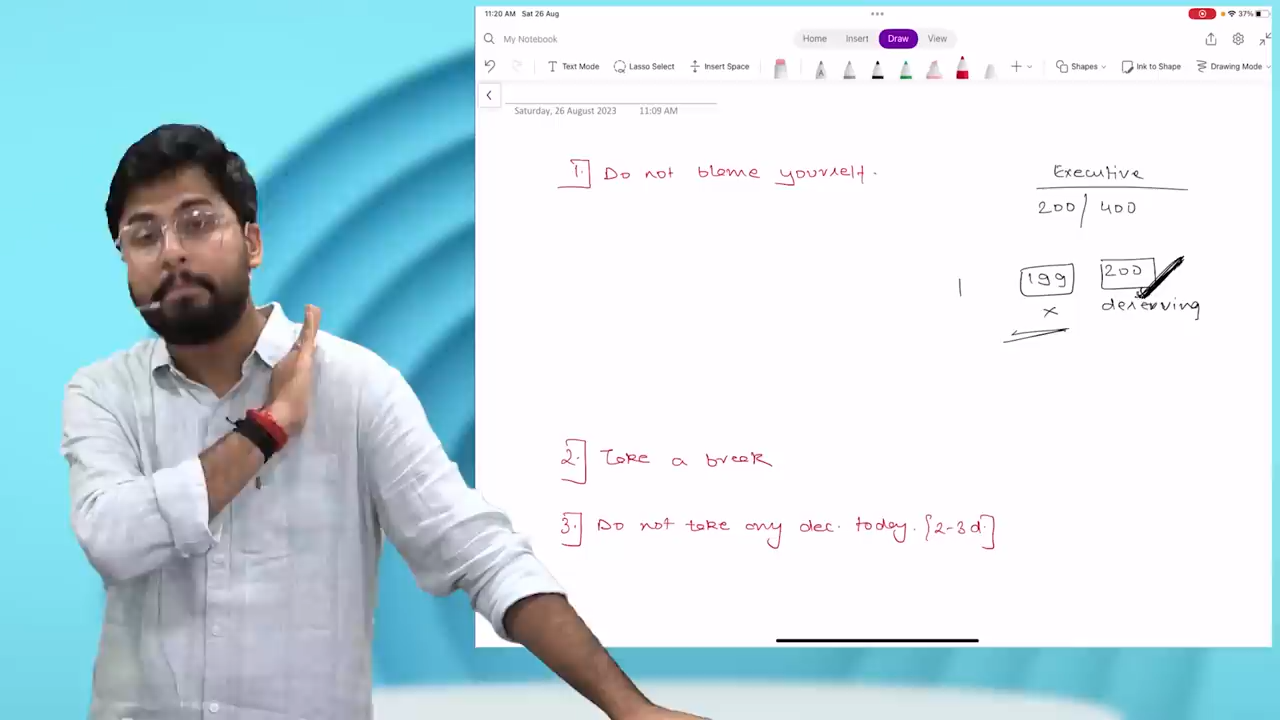 11:20 AM Sat 26 Aug
37%
My Notebook
Home Insert Draw View
Text Mode Lasso Select Insert Space Shapes Ink to Shape Drawing Mode
Saturday, 26 August 2023 11:09 AM
1. Do not blame yourself.
Executive
200/400
199 200
x deserving
2. Take a break
3. Do not take any dec. today. [2-3d.]